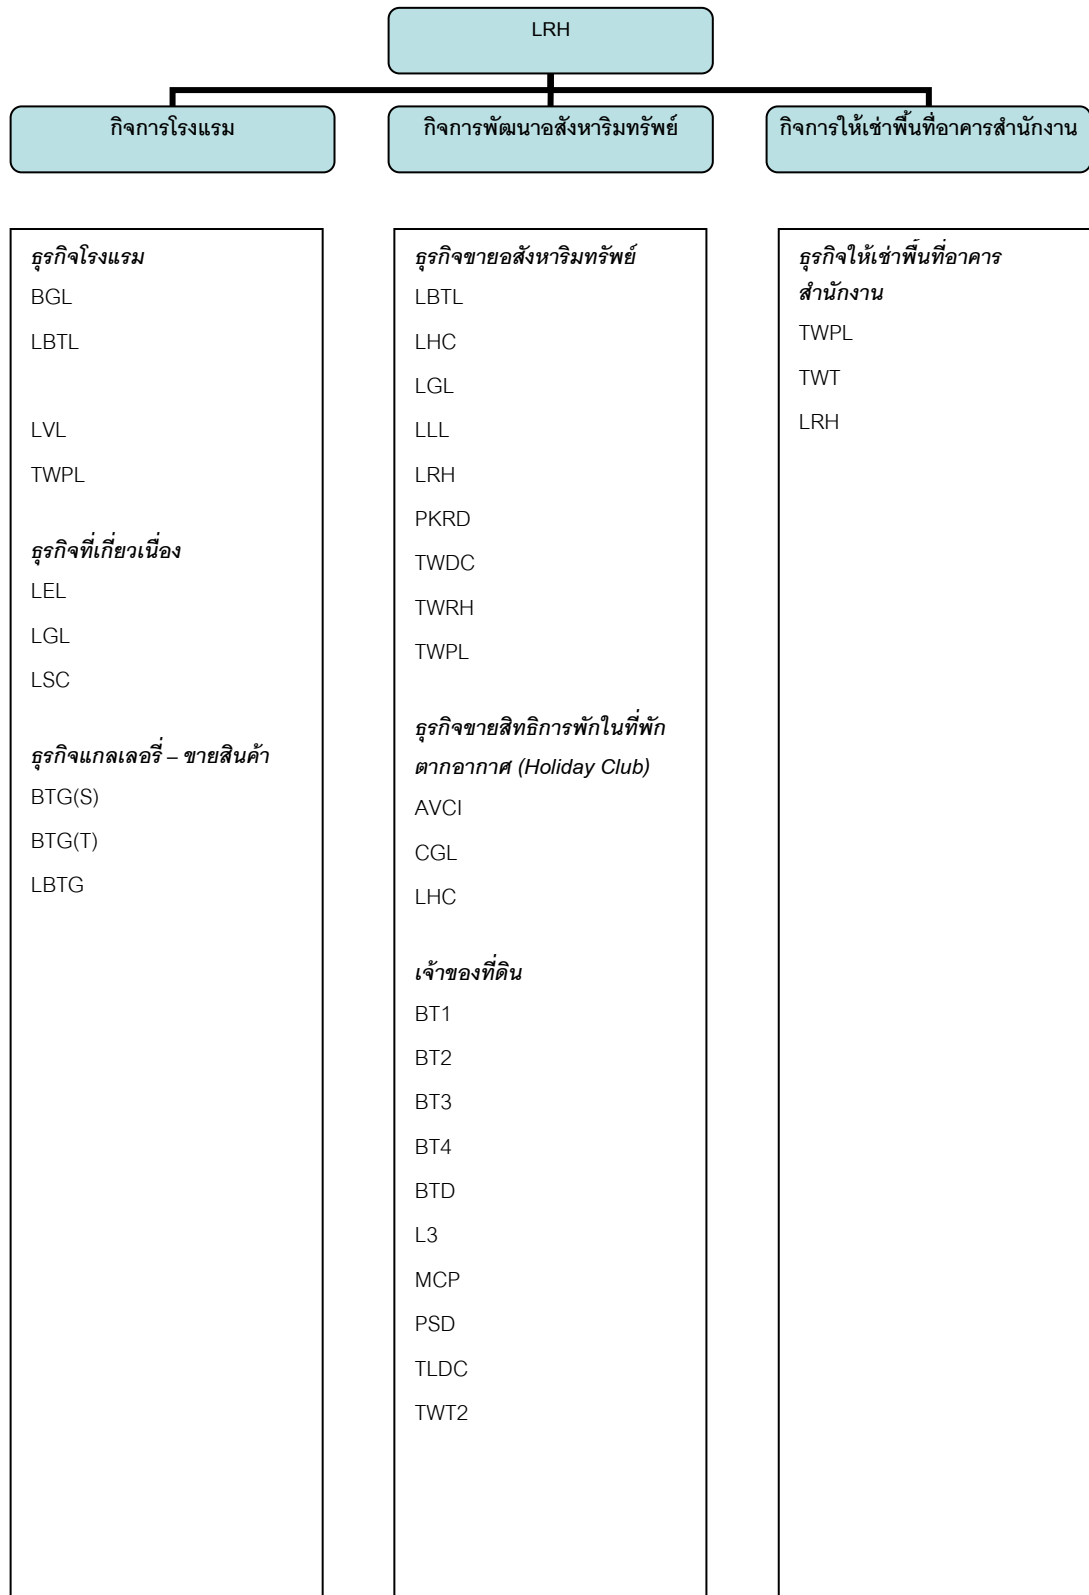 LRH
กิจการโรงแรม
กิจการพัฒนาอสังหาริมทรัพย์
กิจการให้เช่าพื้นที่อาคารสำนักงาน
ธุรกิจโรงแรม
BGL
LBTL
LVL
TWPL
ธุรกิจที่เกี่ยวเนื่อง
LEL
LGL
LSC
ธุรกิจแกลเลอรี่ – ขายสินค้า
BTG(S)
BTG(T)
LBTG
ธุรกิจขายอสังหาริมทรัพย์
LBTL
LHC
LGL
LLL
LRH
PKRD
TWDC
TWRH
TWPL
ธุรกิจขายสิทธิการพักในที่พัก
ตากอากาศ (Holiday Club)
AVCI
CGL
LHC
เจ้าของที่ดิน
BT1
BT2
BT3
BT4
BTD
L3
MCP
PSD
TLDC
TWT2
ธุรกิจให้เช่าพื้นที่อาคาร
สำนักงาน
TWPL
TWT
LRH